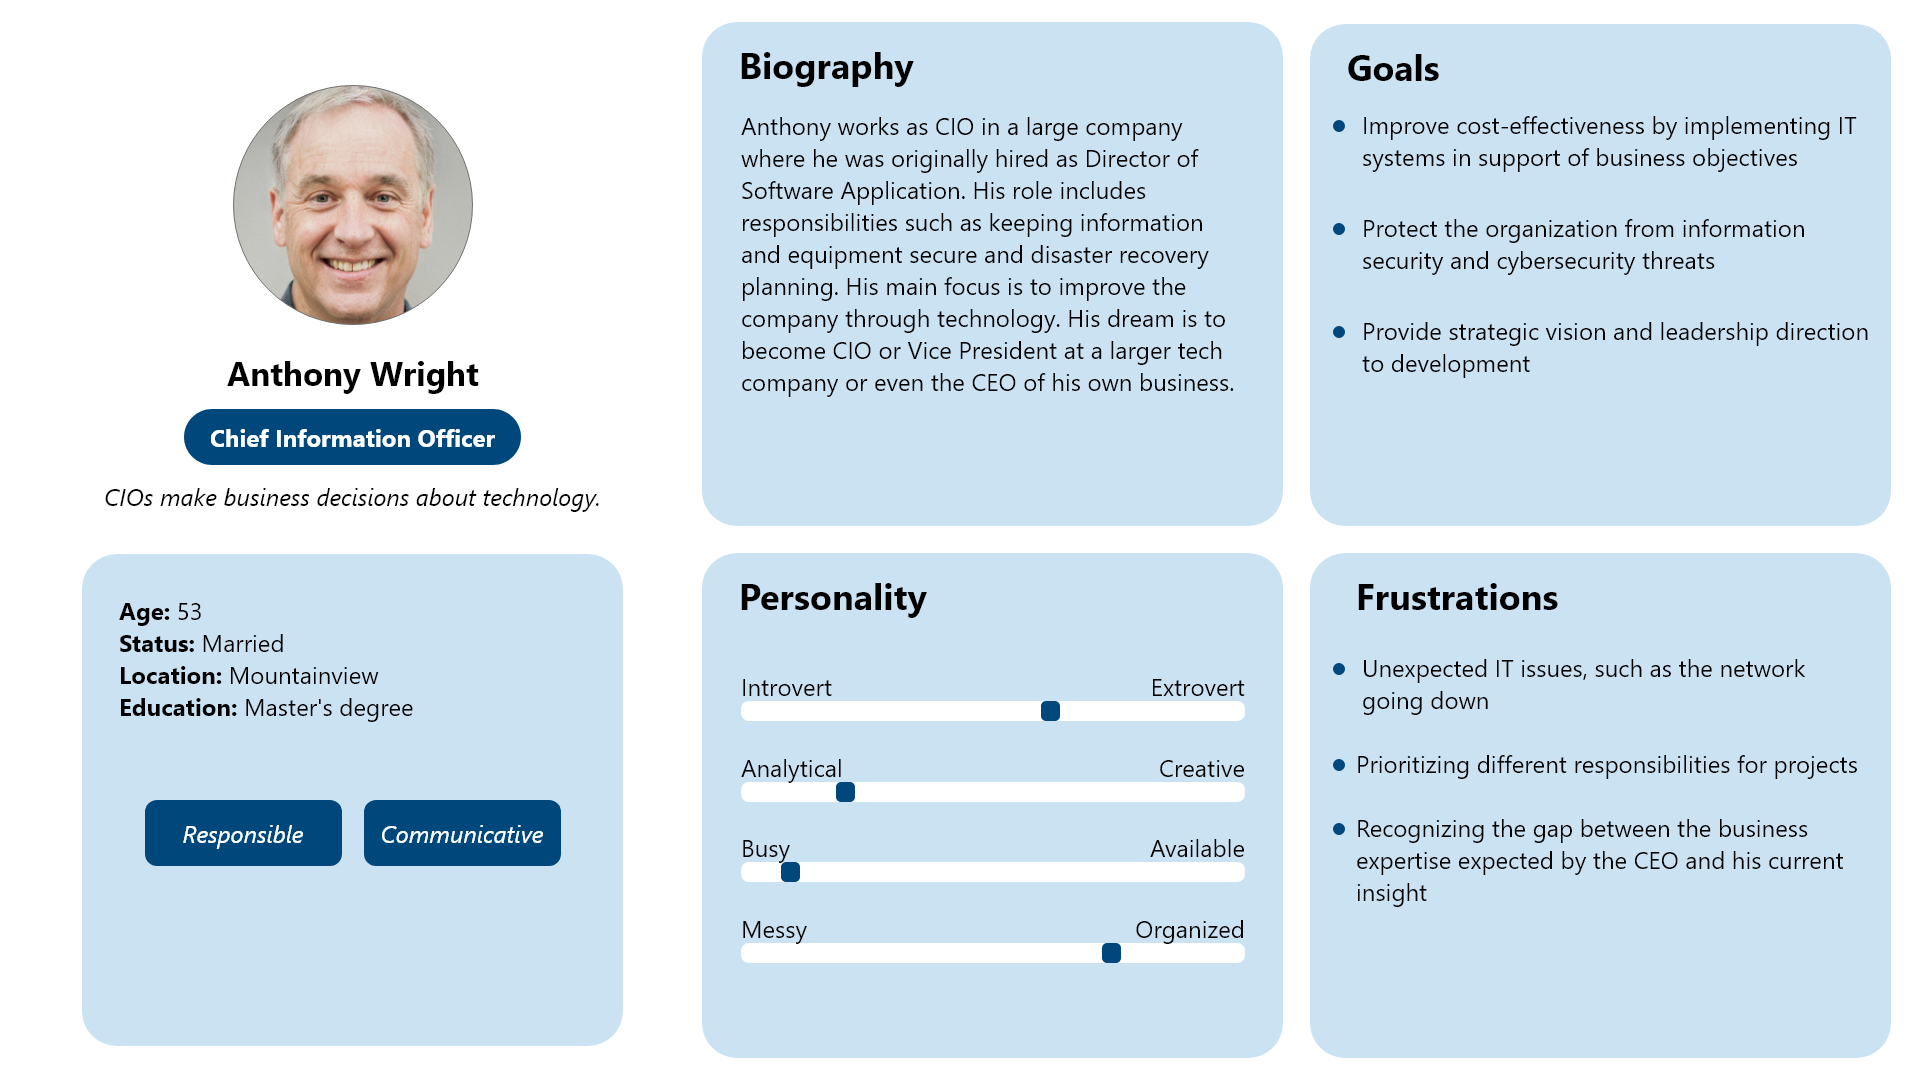 Anthony Wright
Chief Information Officer
CIOs make business decisions about technology.
Age: 53
Status: Married
Location: Mountainview
Education: Master's degree
Responsible
Communicative
Biography
Anthony works as CIO in a large company
where he was originally hired as Director of
Software Application. His role includes
responsibilities such as keeping information
and equipment secure and disaster recovery
planning. His main focus is to improve the
company through technology. His dream is to
become CIO or Vice President at a larger tech
company or even the CEO of his own business.
Goals
Improve cost-effectiveness by implementing IT
systems in support of business objectives
Protect the organization from information
security and cybersecurity threats
Provide strategic vision and leadership direction
to development
Personality
Introvert Extrovert
Analytical Creative
Busy Available
Messy Organized
Frustrations
Unexpected IT issues, such as the network
going down
Prioritizing different responsibilities for projects
Recognizing the gap between the business
expertise expected by the CEO and his current
insight